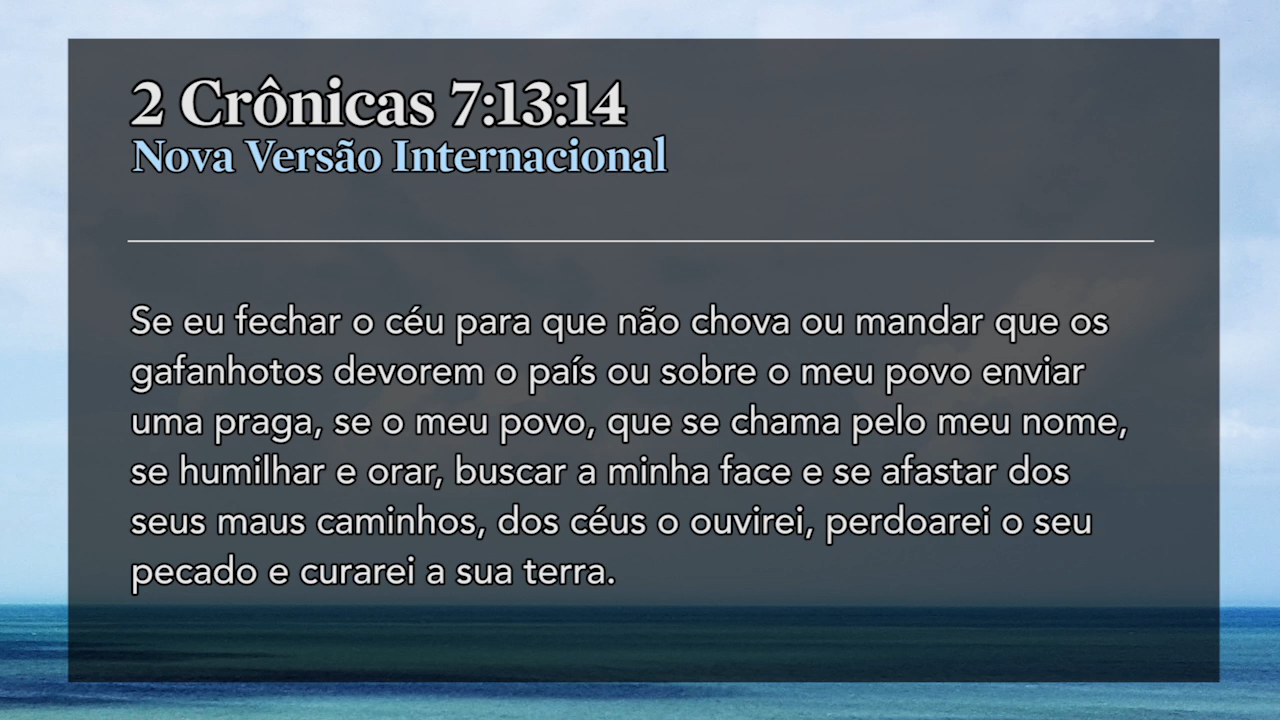 2 Crônicas 7:13:14
Nova Versão Internacional
Se eu fechar o céu para que não chova ou mandar que os
gafanhotos devorem o país ou sobre o meu povo enviar
uma praga, se o meu povo, que se chama pelo meu nome,
se humilhar e orar, buscar a minha face e se afastar dos
seus maus caminhos, dos céus o ouvirei, perdoarei o seu
pecado e curarei a sua terra.